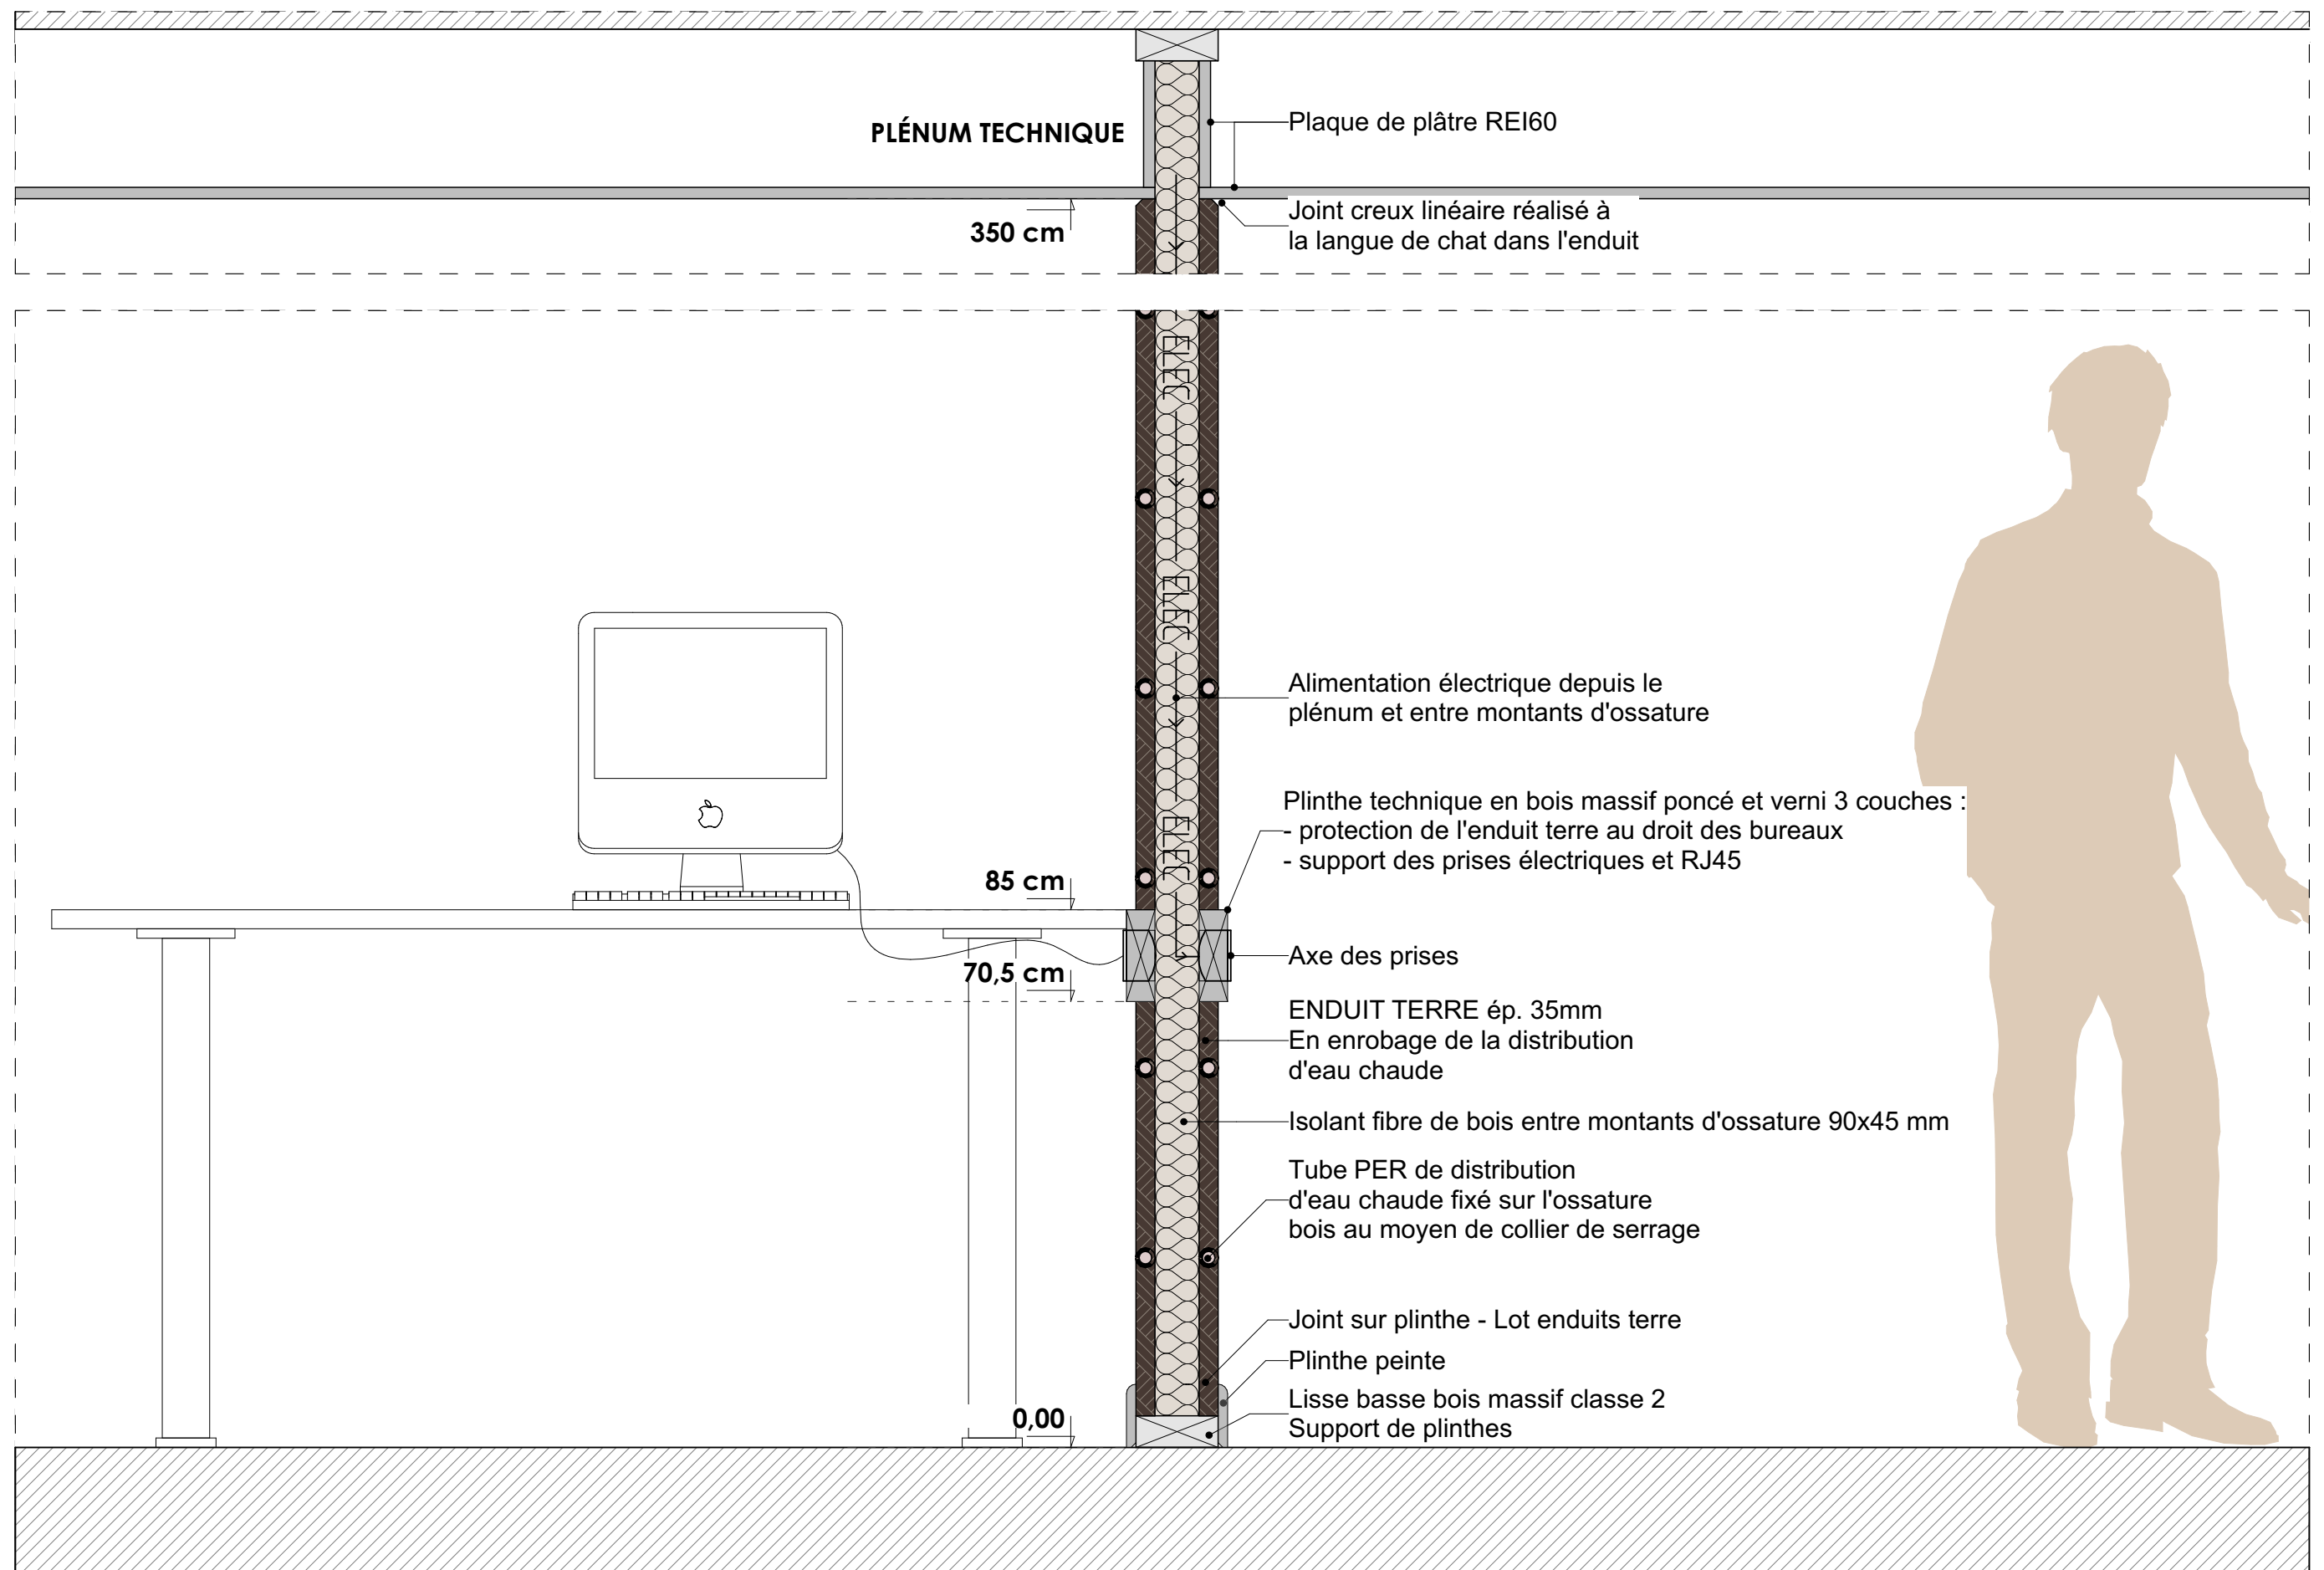 PLÉNUM TECHNIQUE
Plaque de plâtre REI60
350 cm
Joint creux linéaire réalisé à
la langue de chat dans l'enduit
ELEC
ELEC
ELEC
Alimentation électrique depuis le
plénum et entre montants d'ossature
Plinthe technique en bois massif poncé et verni 3 couches :
- protection de l'enduit terre au droit des bureaux
- support des prises électriques et RJ45
85 cm
Axe des prises
70,5 cm
ENDUIT TERRE ép. 35mm
En enrobage de la distribution
d'eau chaude
Isolant fibre de bois entre montants d'ossature 90x45 mm
Tube PER de distribution
d'eau chaude fixé sur l'ossature
bois au moyen de collier de serrage
Joint sur plinthe - Lot enduits terre
Plinthe peinte
Lisse basse bois massif classe 2
Support de plinthes
0,00